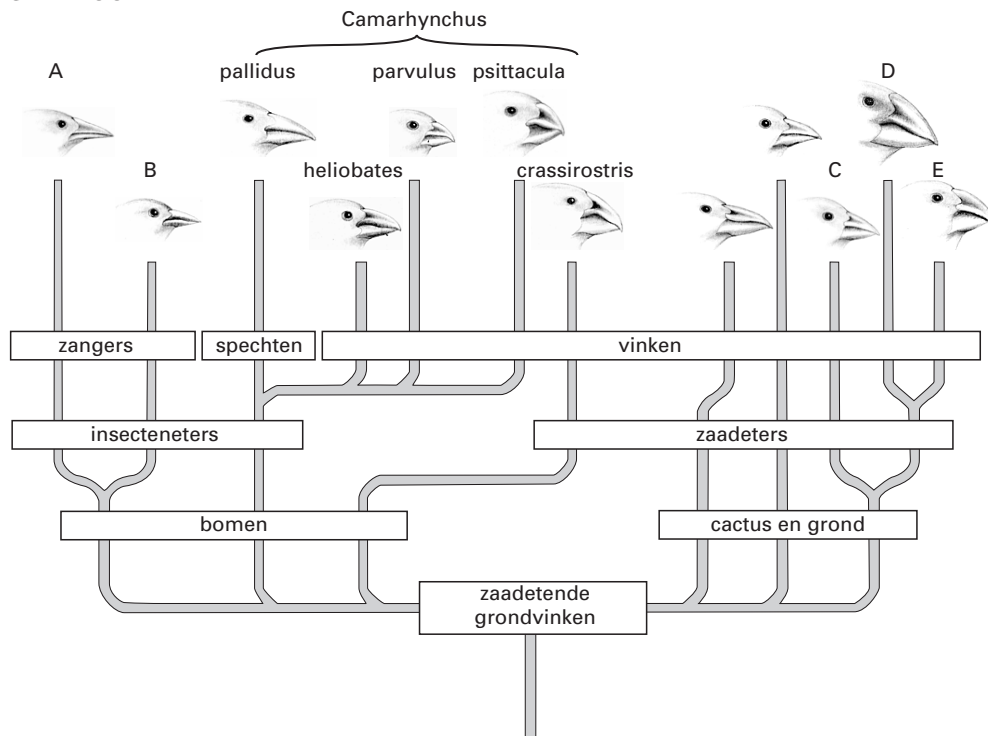 Camarhynchus
A
pallidus
parvulus
psittacula
D
B
heliobates
crassirostris
C
E
zangers
spechten
vinken
insecteneters
zaadeters
bomen
cactus en grond
zaadetende
grondvinken